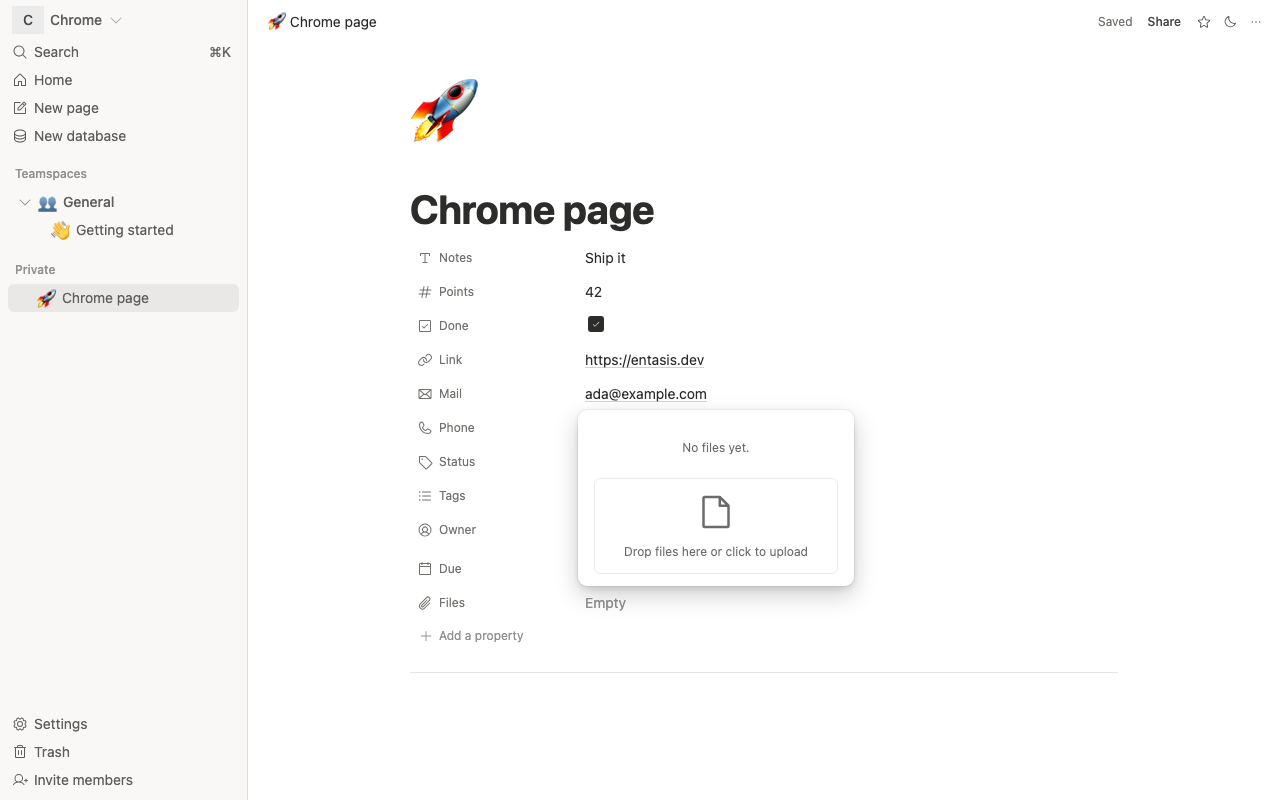 C Chrome
Search ⌘K
Home
New page
New database
Teamspaces
General
Getting started
Private
Chrome page
Settings
Trash
Invite members
Chrome page
Saved Share
Chrome page
Notes Ship it
Points 42
Done
Link https://entasis.dev
Mail ada@example.com
Phone
Status
Tags
Owner
Due
Files Empty
Add a property
No files yet.
Drop files here or click to upload